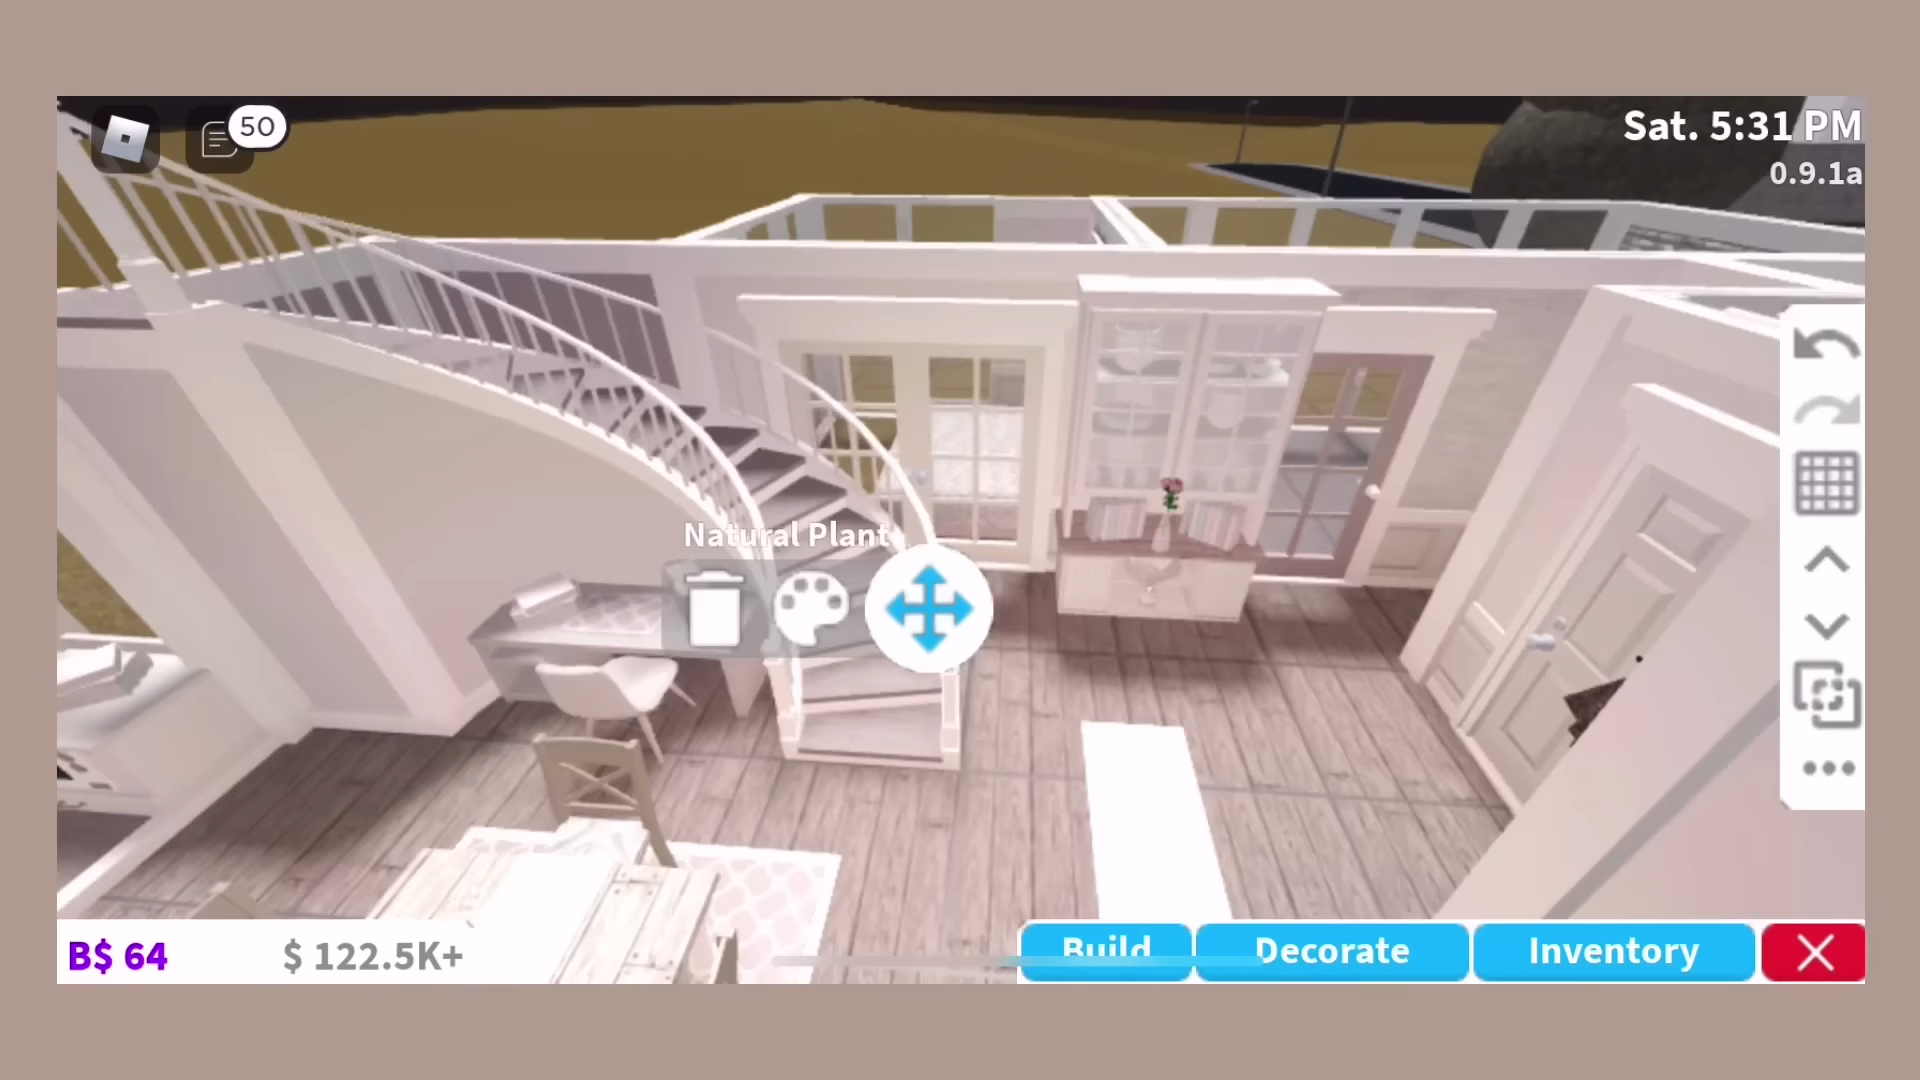 50
Sat. 5:31 PM
0.9.1a
Natural Plant
B$ 64
$ 122.5K+
Build
Decorate
Inventory